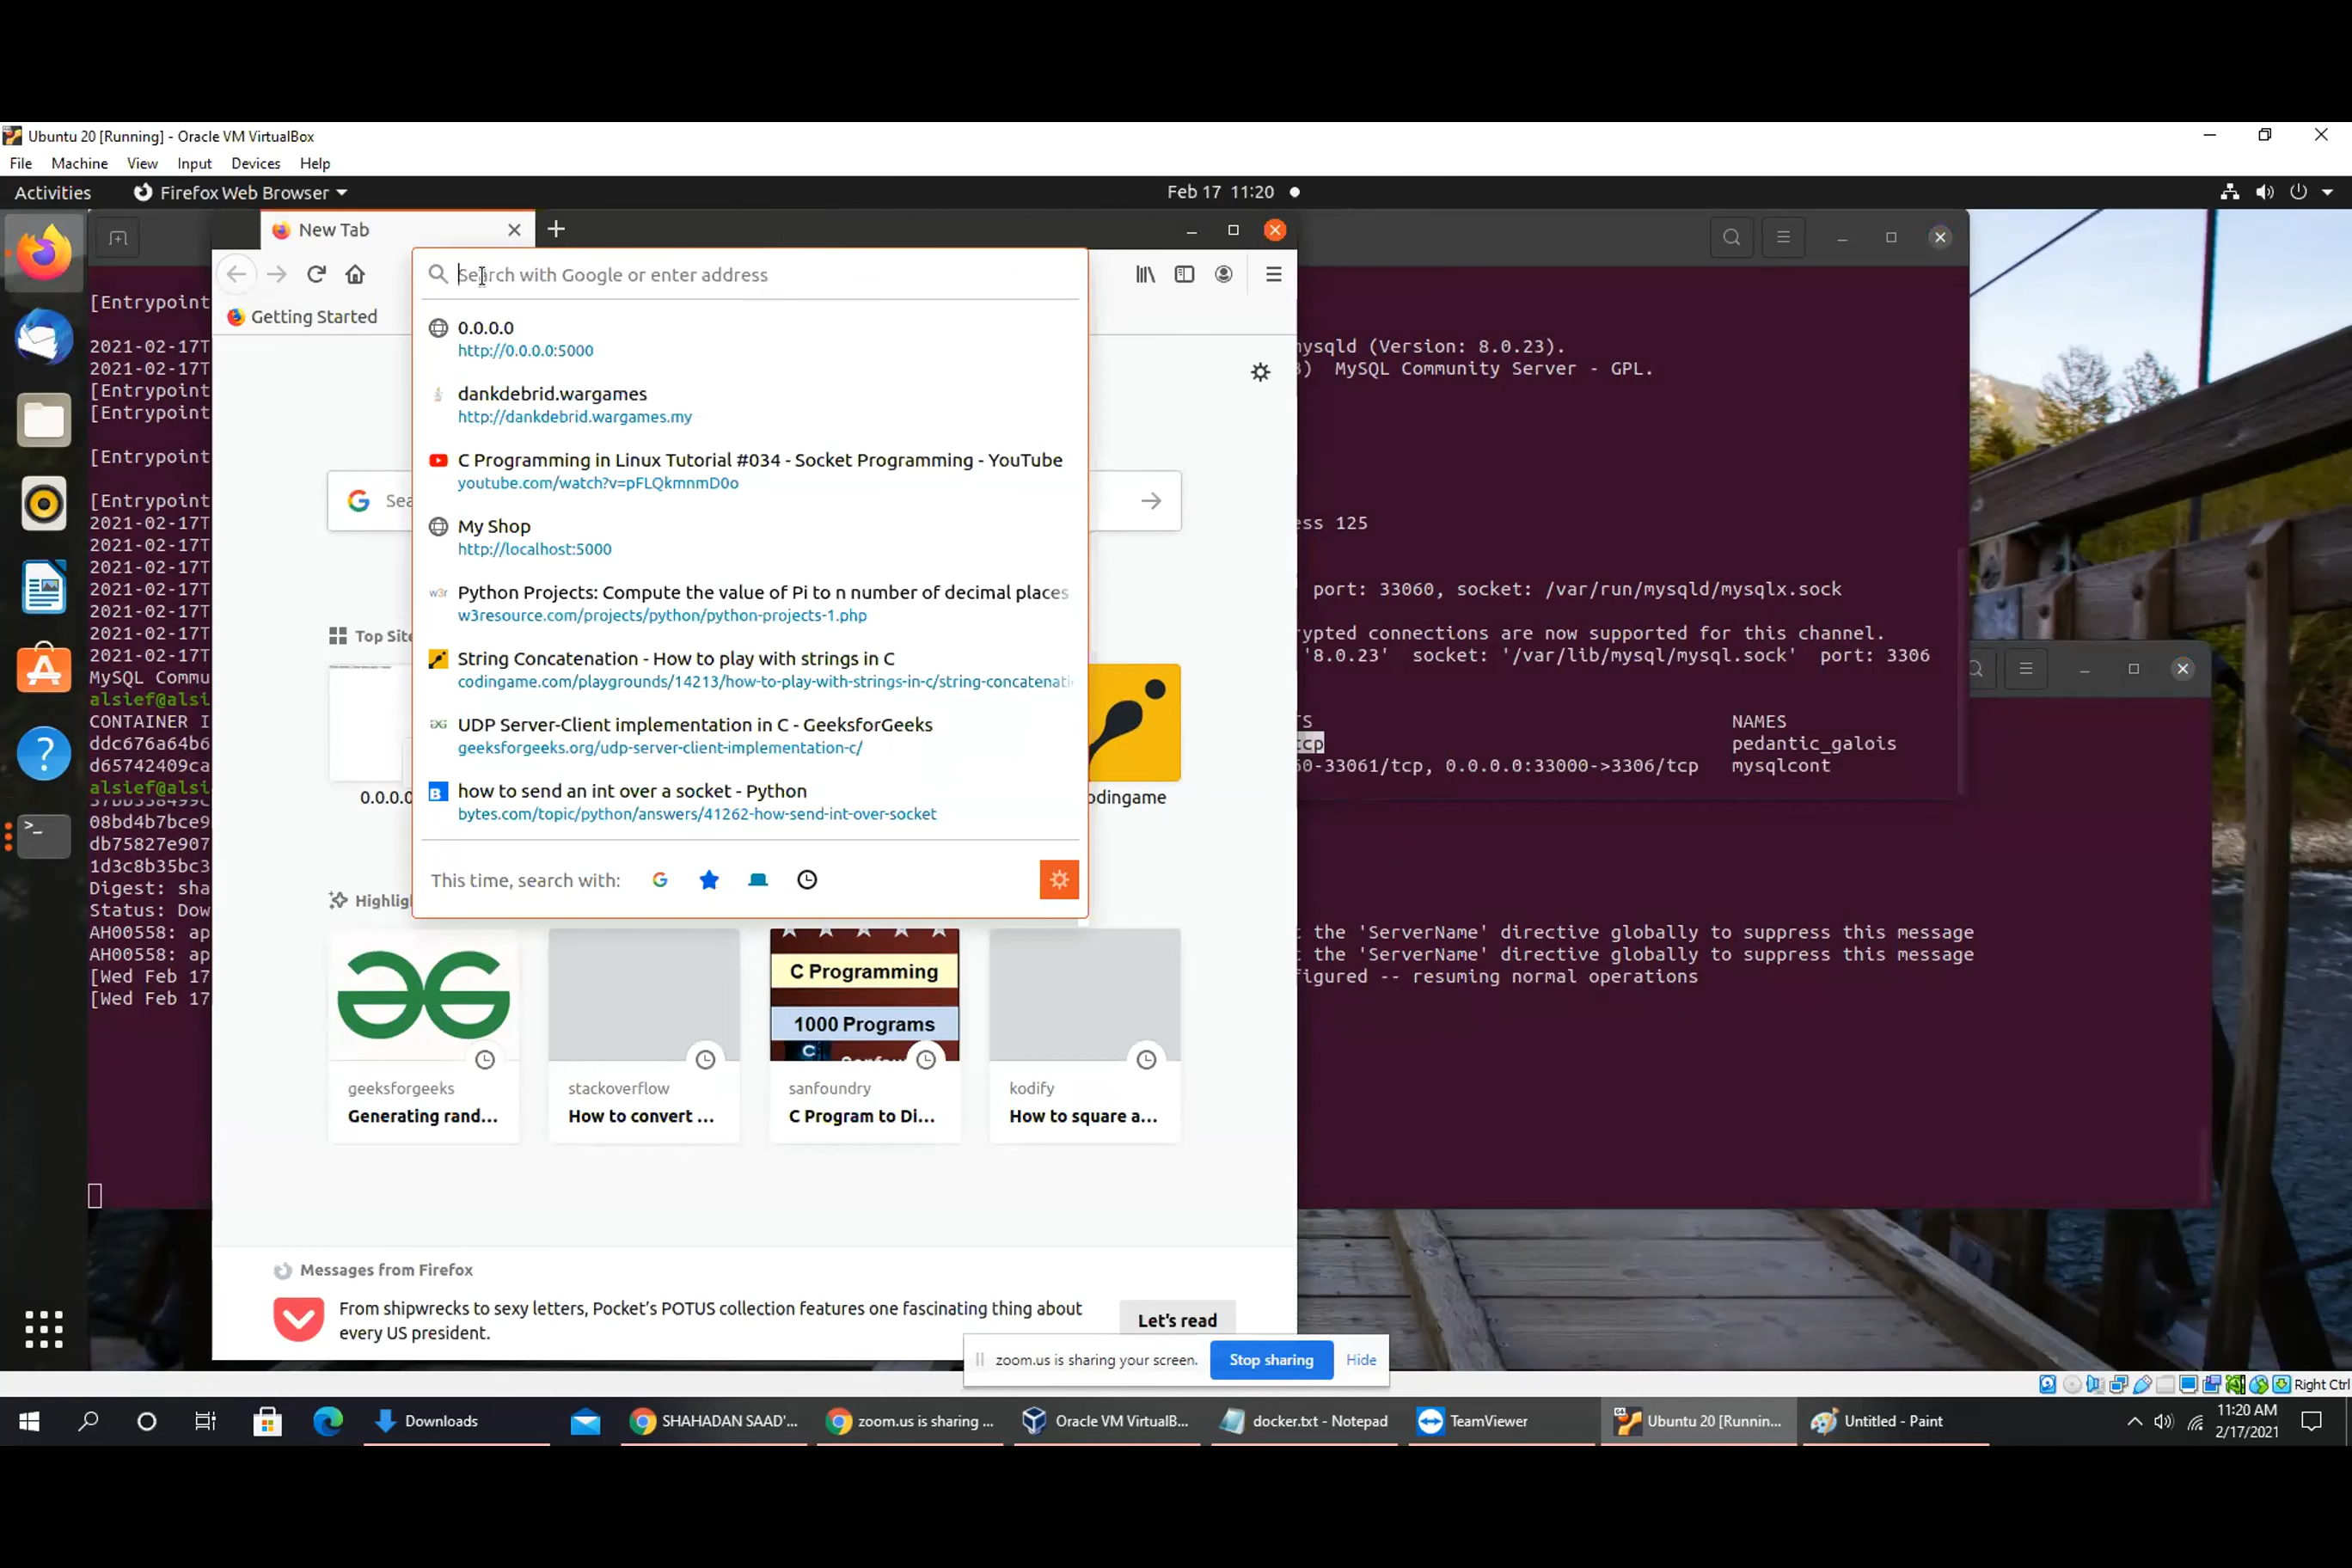 Ubuntu 20 [Running] - Oracle VM VirtualBox
File Machine View Input Devices Help
Activities Firefox Web Browser Feb 17 11:20
New Tab
Search with Google or enter address
Getting Started
0.0.0.0
http://0.0.0.0:5000
dankdebrid.wargames
http://dankdebrid.wargames.my
C Programming in Linux Tutorial #034 - Socket Programming - YouTube
youtube.com/watch?v=pFLQkmnmD0o
My Shop
http://localhost:5000
Python Projects: Compute the value of Pi to n number of decimal places
w3resource.com/projects/python/python-projects-1.php
String Concatenation - How to play with strings in C
codingame.com/playgrounds/14213/how-to-play-with-strings-in-c/string-concatenati
UDP Server-Client implementation in C - GeeksforGeeks
geeksforgeeks.org/udp-server-client-implementation-c/
how to send an int over a socket - Python
bytes.com/topic/python/answers/41262-how-send-int-over-socket
This time, search with:
Sea
Top Site
0.0.0.0
odingame
Highlig
C Programming
1000 Programs
C
geeksforgeeks
Generating rand...
stackoverflow
How to convert ...
sanfoundry
C Program to Di...
kodify
How to square a...
Messages from Firefox
From shipwrecks to sexy letters, Pocket's POTUS collection features one fascinating thing about
every US president.
Let's read
[Entrypoint
2021-02-17T
2021-02-17T
[Entrypoint
[Entrypoint
[Entrypoint
[Entrypoint
2021-02-17T
2021-02-17T
2021-02-17T
2021-02-17T
2021-02-17T
2021-02-17T
2021-02-17T
MySQL Commu
alsief@alsi
CONTAINER I
ddc676a64b6
d65742409ca
alsief@alsi
08bd4b7bce9
db75827e907
1d3c8b35bc3
Digest: sha
Status: Dow
AH00558: ap
AH00558: ap
[Wed Feb 17
[Wed Feb 17
mysqld (Version: 8.0.23).
) MySQL Community Server - GPL.
ess 125
port: 33060, socket: /var/run/mysqld/mysqlx.sock
rypted connections are now supported for this channel.
'8.0.23' socket: '/var/lib/mysql/mysql.sock' port: 3306
TS NAMES
tcp pedantic_galois
60-33061/tcp, 0.0.0.0:33000->3306/tcp mysqlcont
t the 'ServerName' directive globally to suppress this message
t the 'ServerName' directive globally to suppress this message
figured -- resuming normal operations
zoom.us is sharing your screen. Stop sharing Hide
Right Ctrl
Downloads
SHAHADAN SAAD'...
zoom.us is sharing ...
Oracle VM VirtualB...
docker.txt - Notepad
TeamViewer
Ubuntu 20 [Runnin...
Untitled - Paint
11:20 AM
2/17/2021